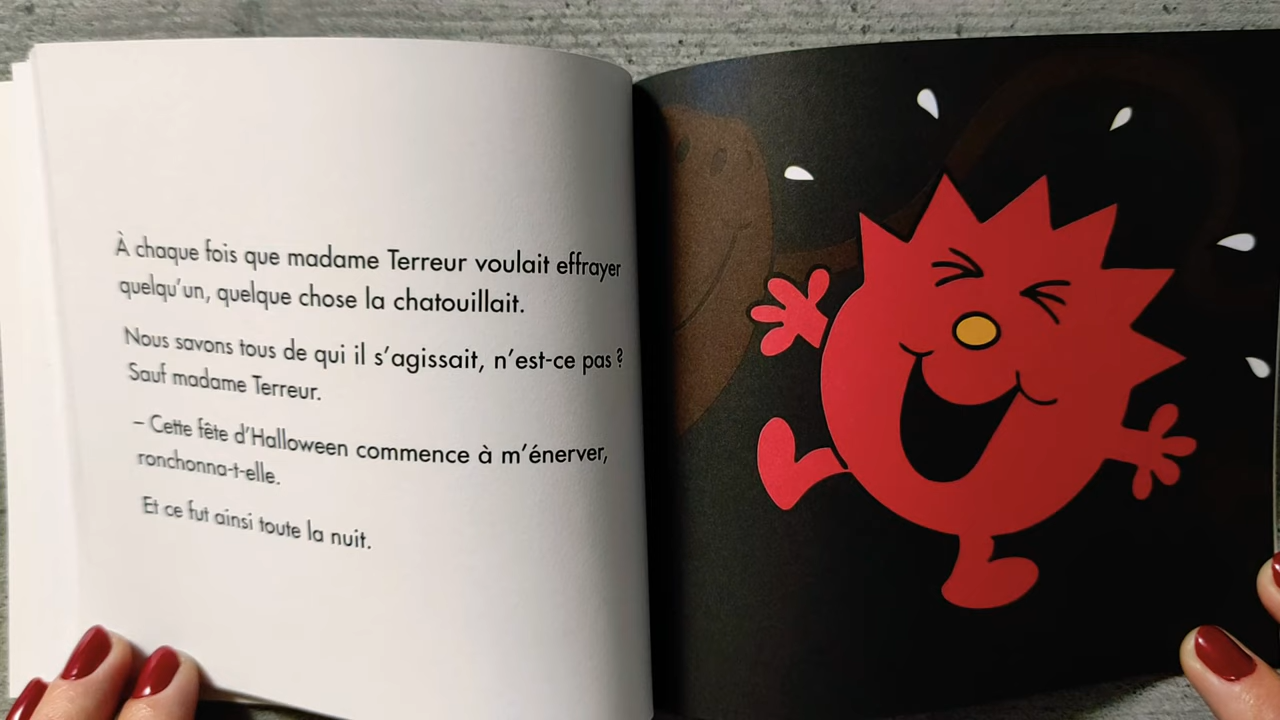 À chaque fois que madame Terreur voulait effrayer
quelqu'un, quelque chose la chatouillait.
Nous savons tous de qui il s'agissait, n'est-ce pas ?
Sauf madame Terreur.
– Cette fête d'Halloween commence à m'énerver,
ronchonna-t-elle.
Et ce fut ainsi toute la nuit.